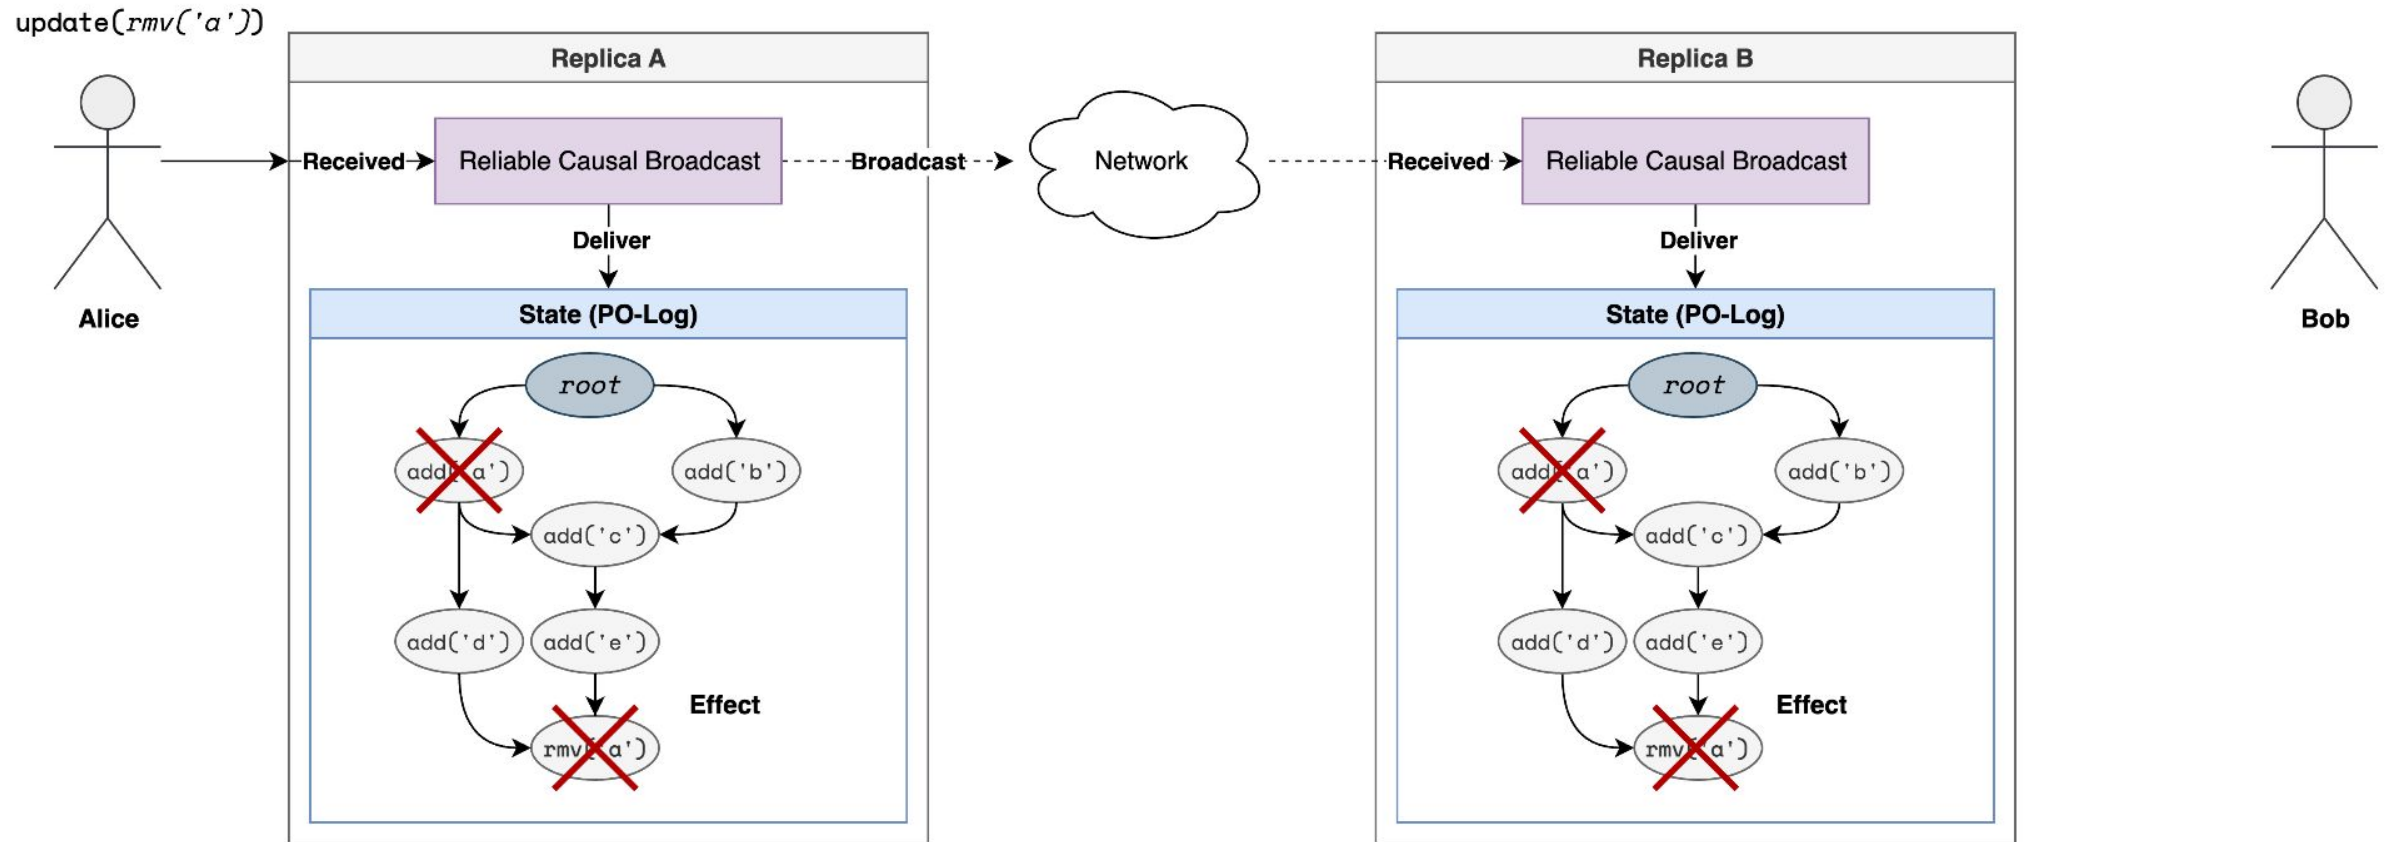 update(rmv('a'))
Replica A
Replica B
Received
Reliable Causal Broadcast
Broadcast
Network
Received
Reliable Causal Broadcast
Deliver
Deliver
Alice
State (PO-Log)
State (PO-Log)
Bob
root
root
add('a')
add('b')
add('a')
add('b')
add('c')
add('c')
add('d')
add('e')
add('d')
add('e')
Effect
Effect
rmv('a')
rmv('a')